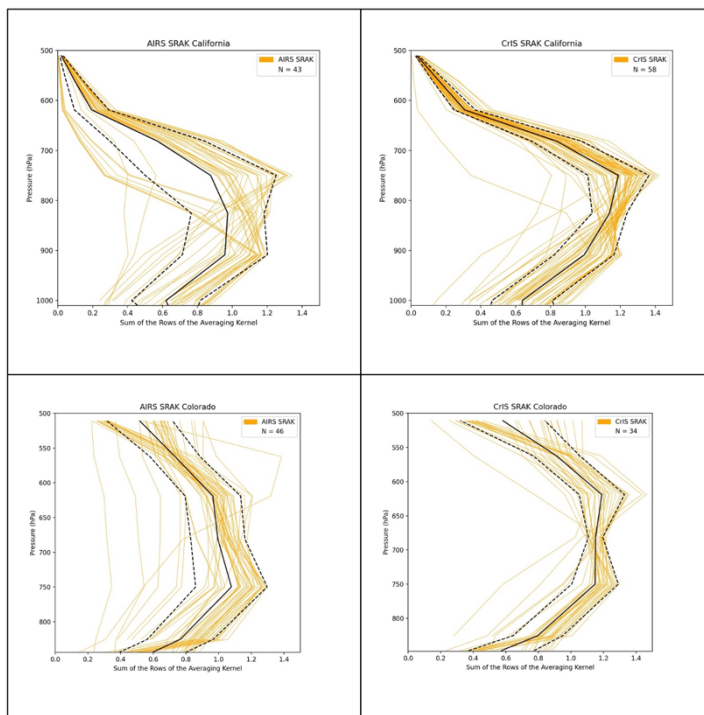 AIRS SRAK California
500
600
700
800
900
1000
Pressure (hPa)
0.0 0.2 0.4 0.6 0.8 1.0 1.2 1.4
Sum of the Rows of the Averaging Kernel
AIRS SRAK
N = 43
CrIS SRAK California
500
600
700
800
900
1000
Pressure (hPa)
0.0 0.2 0.4 0.6 0.8 1.0 1.2 1.4
Sum of the Rows of the Averaging Kernel
CrIS SRAK
N = 58
AIRS SRAK Colorado
500
550
600
650
700
750
800
Pressure (hPa)
0.0 0.2 0.4 0.6 0.8 1.0 1.2 1.4
Sum of the Rows of the Averaging Kernel
AIRS SRAK
N = 46
CrIS SRAK Colorado
500
550
600
650
700
750
800
Pressure (hPa)
0.0 0.2 0.4 0.6 0.8 1.0 1.2 1.4
Sum of the Rows of the Averaging Kernel
CrIS SRAK
N = 34